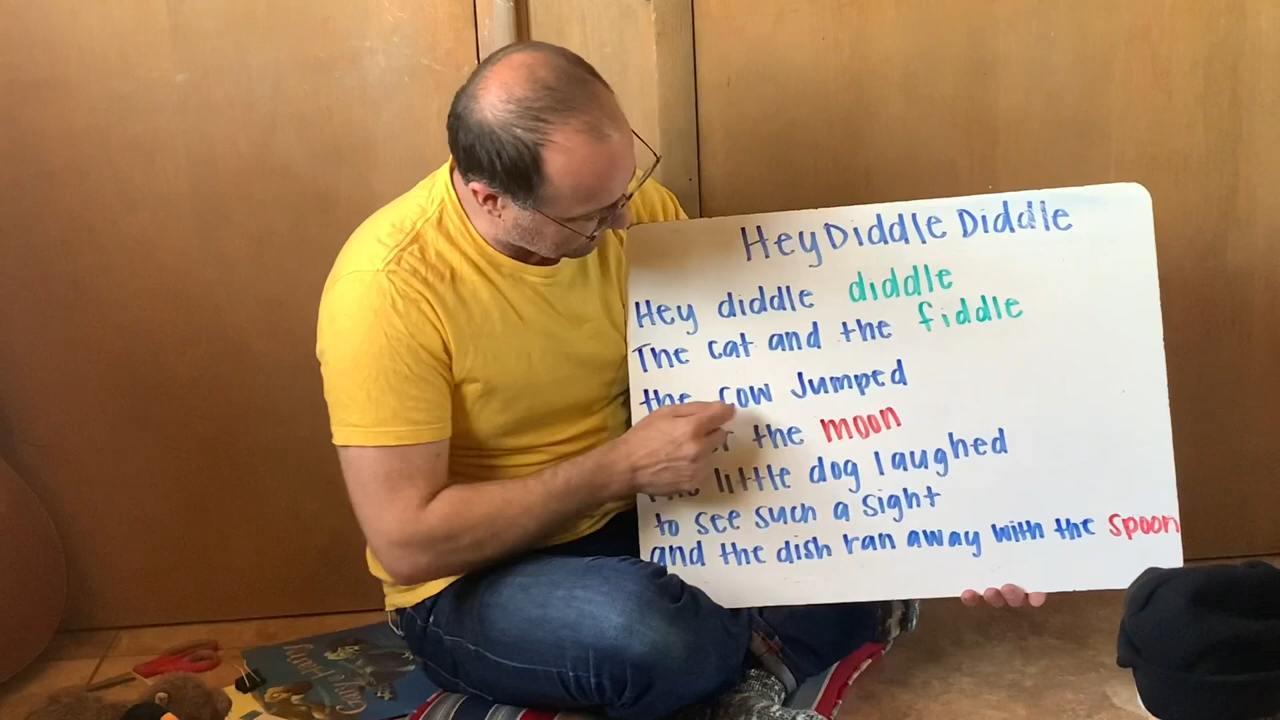 Hey Diddle Diddle
Hey diddle diddle
The cat and the fiddle
the cow Jumped
the moon
little dog laughed
to see such a sight
and the dish ran away with the spoon